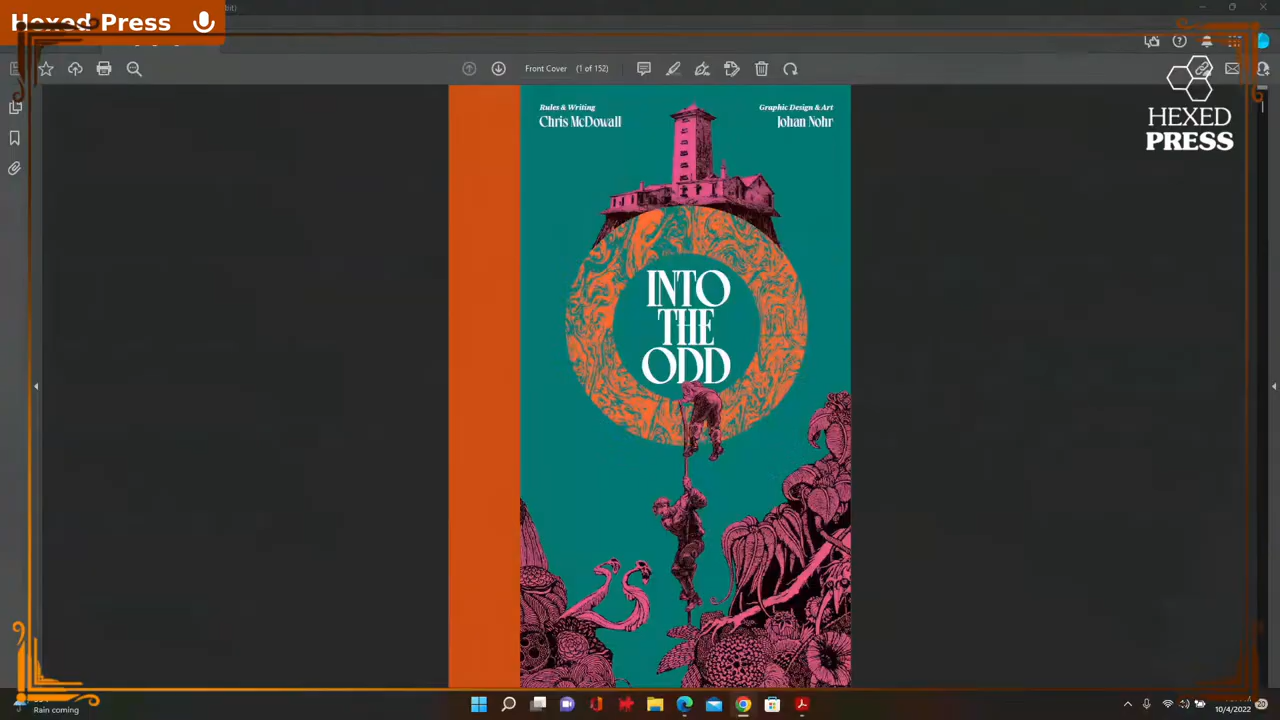 Hexed Press
Front Cover (1 of 152)
HEXED
PRESS
Rules & Writing
Chris McDowall
Graphic Design & Art
Johan Nohr
INTO
THE
ODD
Rain coming
10/4/2022
20